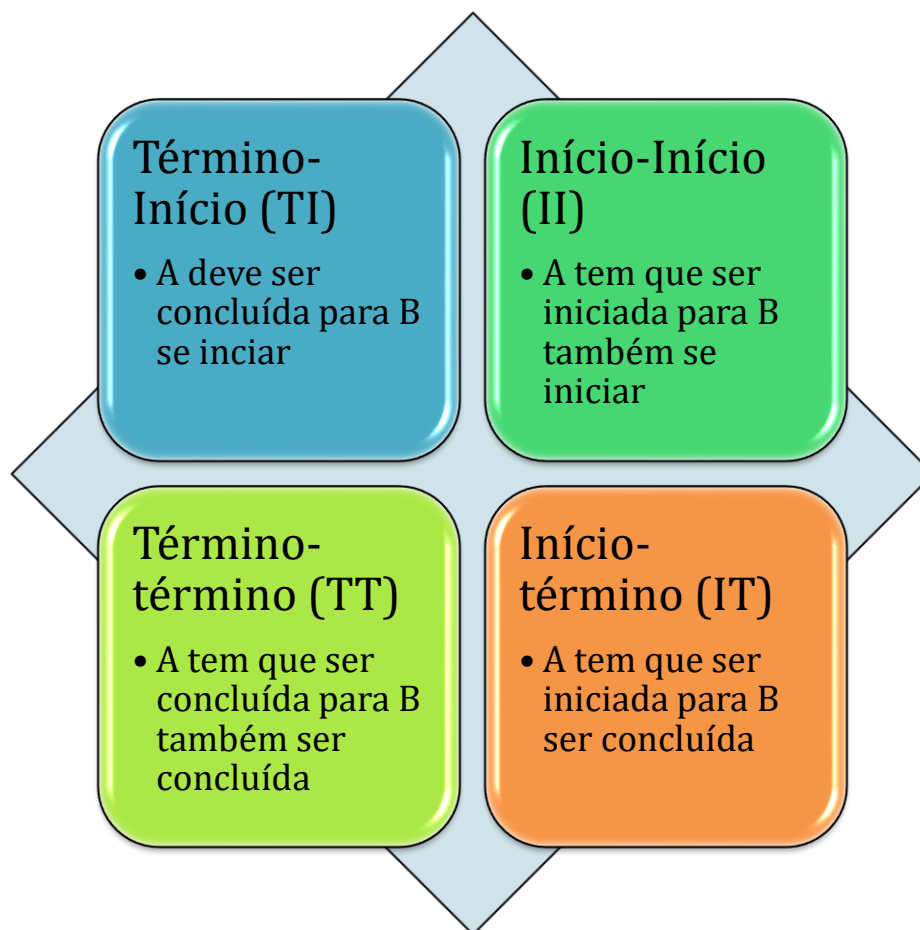 Término-
Início (TI)
• A deve ser
concluída para B
se inciar
Início-Início
(II)
• A tem que ser
iniciada para B
também se
iniciar
Término-
término (TT)
• A tem que ser
concluída para B
também ser
concluída
Início-
término (IT)
• A tem que ser
iniciada para B
ser concluída